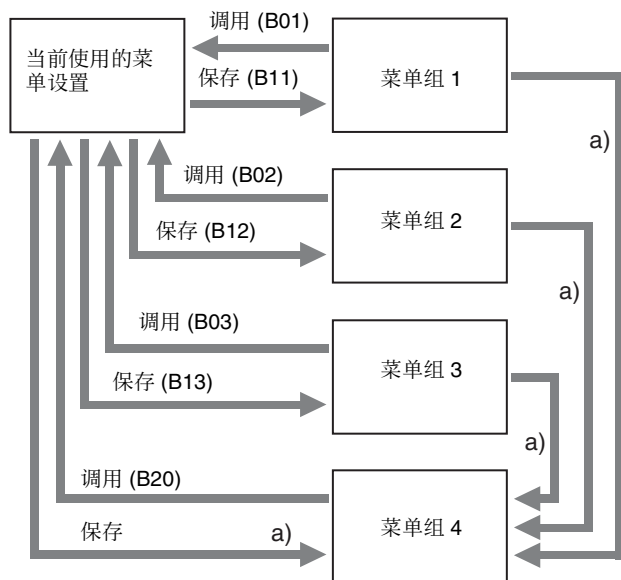 调用 (B01)
当前使用的菜
单设置
保存 (B11)
菜单组 1
a)
调用 (B02)
保存 (B12)
菜单组 2
a)
调用 (B03)
保存 (B13)
菜单组 3
a)
调用 (B20)
保存
a)
菜单组 4